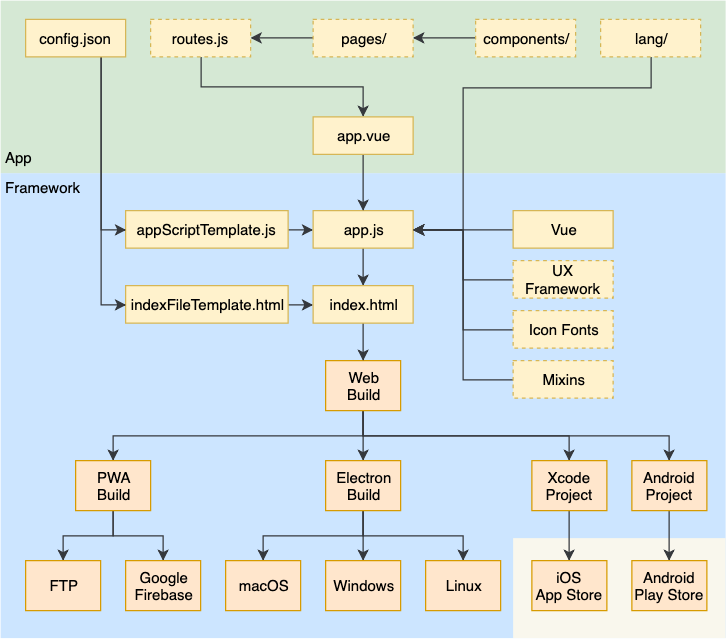 config.json
routes.js
pages/
components/
lang/
app.vue
App
Framework
appScriptTemplate.js
app.js
Vue
UX
Framework
indexFileTemplate.html
index.html
Icon Fonts
Web
Build
Mixins
PWA
Build
Electron
Build
Xcode
Project
Android
Project
FTP
Google
Firebase
macOS
Windows
Linux
iOS
App Store
Android
Play Store